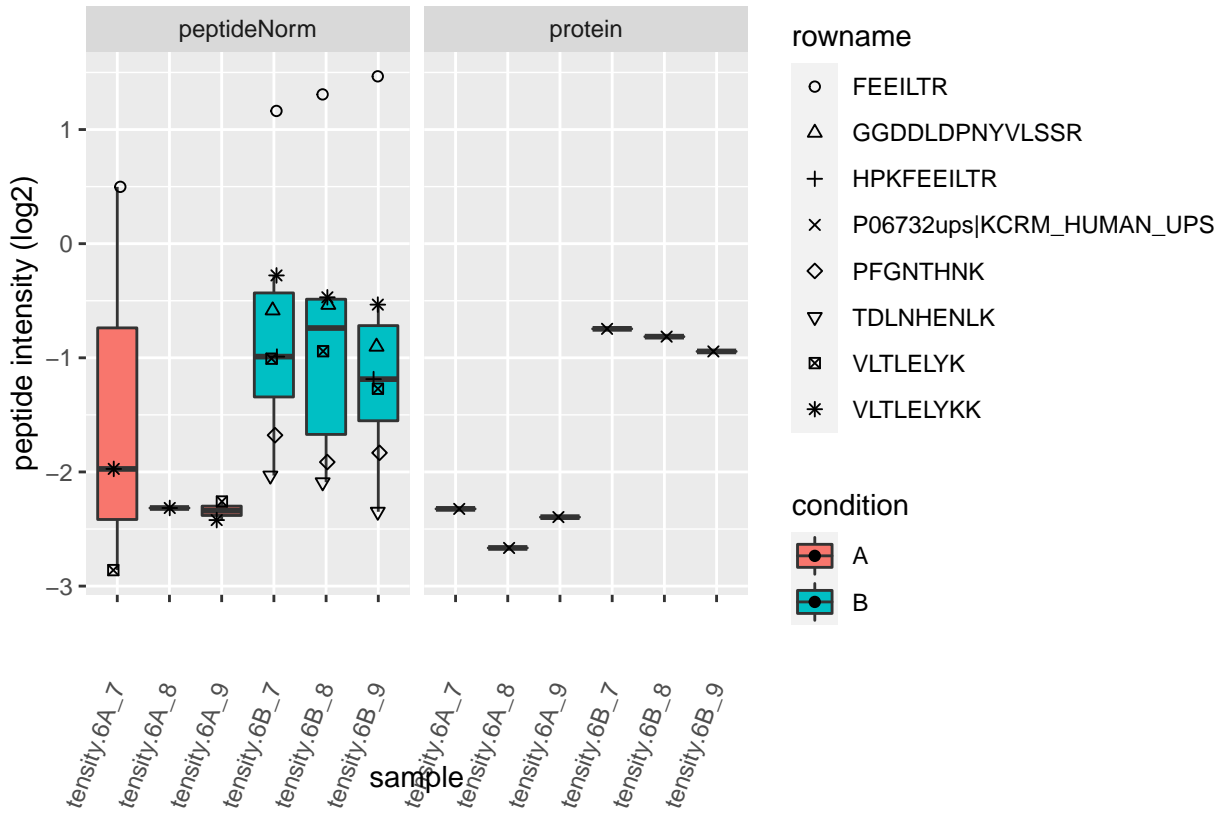 peptideNorm
protein
peptide intensity (log2)
1
0
−1
−2
−3
tensity.6A_7
tensity.6A_8
tensity.6A_9
tensity.6B_7
tensity.6B_8
tensity.6B_9
tensity.6A_7
tensity.6A_8
tensity.6A_9
tensity.6B_7
tensity.6B_8
tensity.6B_9
sample
rowname
FEEILTR
GGDDLDPNYVLSSR
HPKFEEILTR
P06732ups|KCRM_HUMAN_UPS
PFGNTHNK
TDLNHENLK
VLTLELYK
VLTLELYKK
condition
A
B